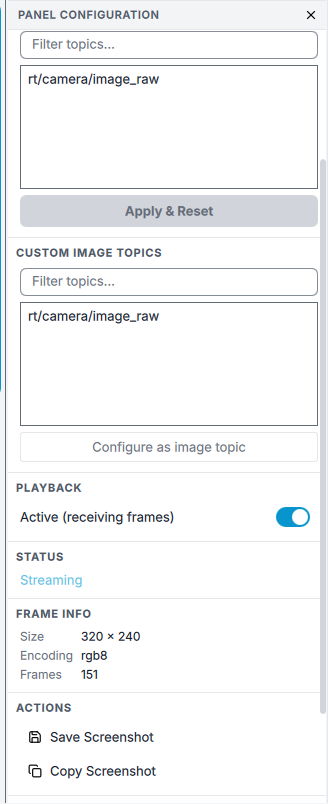 PANEL CONFIGURATION
Filter topics...
rt/camera/image_raw
Apply & Reset
CUSTOM IMAGE TOPICS
Filter topics...
rt/camera/image_raw
Configure as image topic
PLAYBACK
Active (receiving frames)
STATUS
Streaming
FRAME INFO
Size 320 × 240
Encoding rgb8
Frames 151
ACTIONS
Save Screenshot
Copy Screenshot